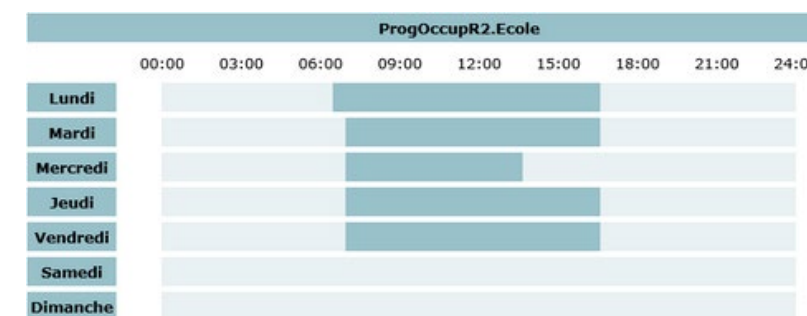 ProgOccupR2.Ecole
00:00 03:00 06:00 09:00 12:00 15:00 18:00 21:00 24:0
Lundi
Mardi
Mercredi
Jeudi
Vendredi
Samedi
Dimanche